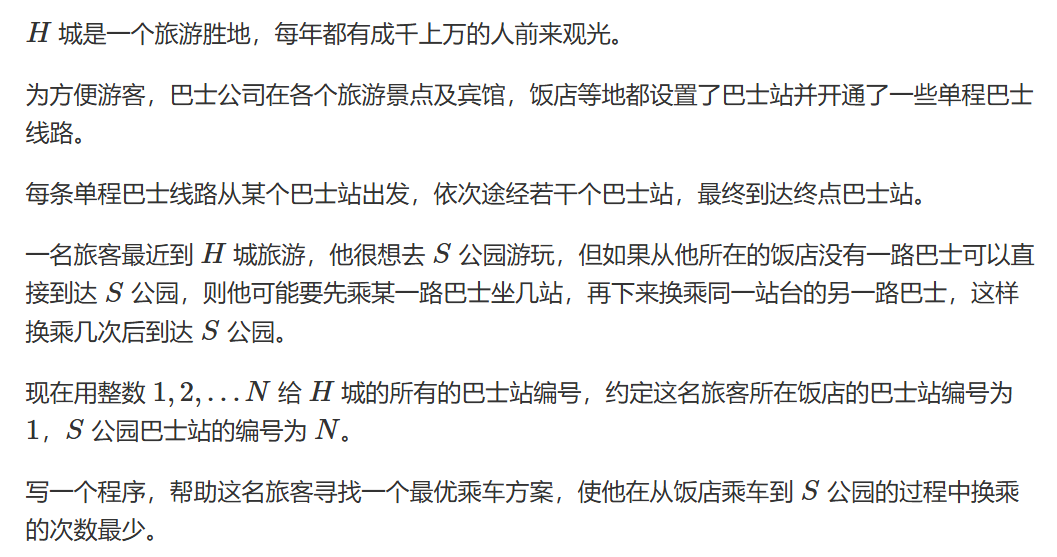 H 城是一个旅游胜地，每年都有成千上万的人前来观光。
为方便游客，巴士公司在各个旅游景点及宾馆，饭店等地都设置了巴士站并开通了一些单程巴士
线路。
每条单程巴士线路从某个巴士站出发，依次途经若干个巴士站，最终到达终点巴士站。
一名旅客最近到 H 城旅游，他很想去 S 公园游玩，但如果从他所在的饭店没有一路巴士可以直
接到达 S 公园，则他可能要先乘某一路巴士坐几站，再下来换乘同一站台的另一路巴士，这样
换乘几次后到达 S 公园。
现在用整数 1, 2, …N 给 H 城的所有的巴士站编号，约定这名旅客所在饭店的巴士站编号为
1，S 公园巴士站的编号为 N。
写一个程序，帮助这名旅客寻找一个最优乘车方案，使他在从饭店乘车到 S 公园的过程中换乘
的次数最少。